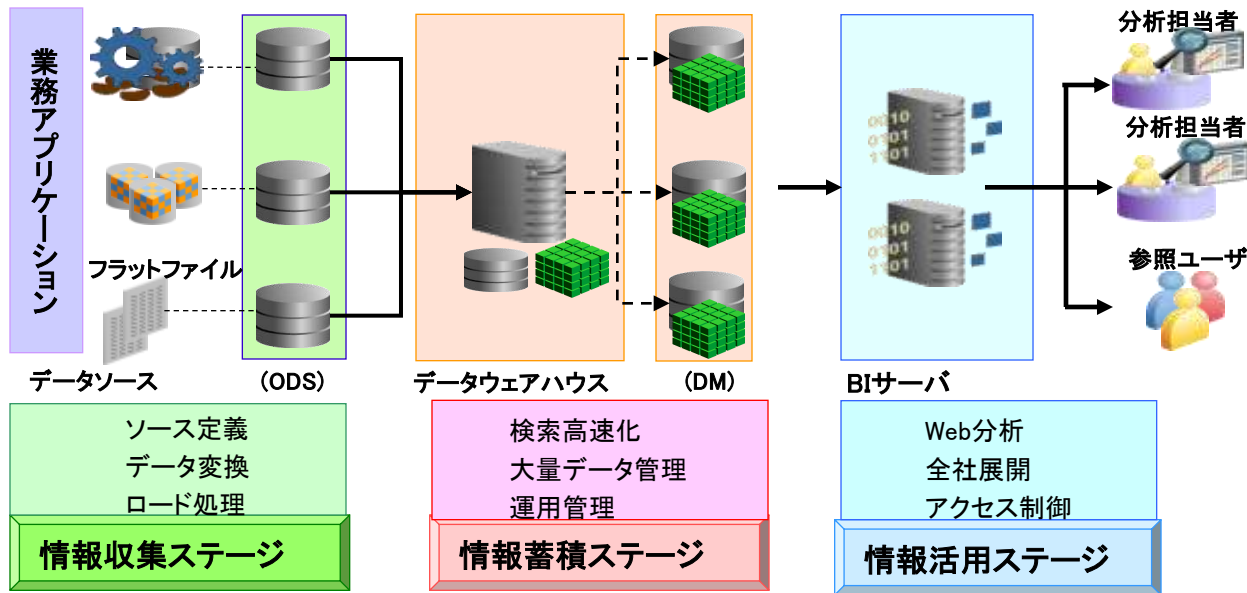 業務アプリケーション
フラットファイル
データソース
(ODS)
データウェアハウス
(DM)
BIサーバ
分析担当者
分析担当者
参照ユーザ
0010
0101
1101
0010
0101
1101
ソース定義
データ変換
ロード処理
情報収集ステージ
検索高速化
大量データ管理
運用管理
情報蓄積ステージ
Web分析
全社展開
アクセス制御
情報活用ステージ